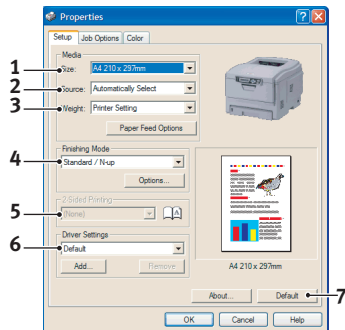 Properties
Setup Job Options Color
Media
1 Size: A4 210 x 297mm
2 Source: Automatically Select
3 Weight: Printer Setting
Paper Feed Options
Finishing Mode
4 Standard / N-up
Options...
2-Sided Printing
5 (None)
Driver Settings
6 Default
Add... Remove
A4 210 x 297mm
About... Default 7
OK Cancel Help